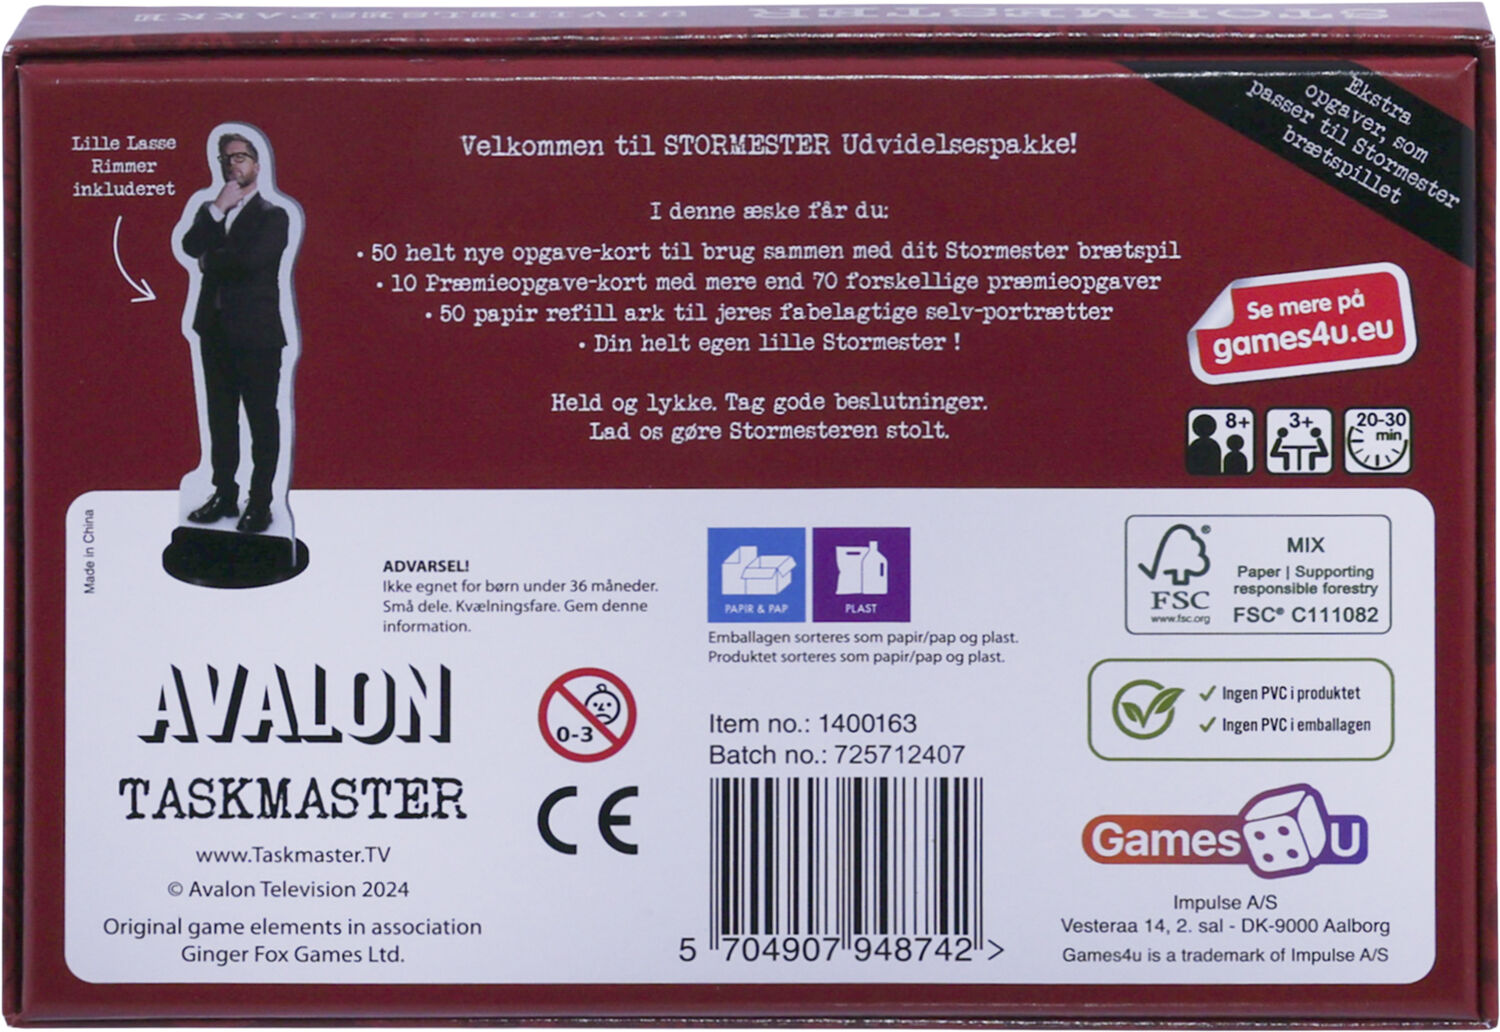 STORMESTER
UDVIDELSESPAKKE
Ekstra
opgaver, som
passer til Stormester
brætspillet
Lille Lasse
Rimmer
inkluderet
Velkommen til STORMESTER Udvidelsespakke!
I denne æske får du:
• 50 helt nye opgave-kort til brug sammen med dit Stormester brætspil
• 10 Præmieopgave-kort med mere end 70 forskellige præmieopgaver
• 50 papir refill ark til jeres fabelagtige selv-portrætter
• Din helt egen lille Stormester !
Held og lykke. Tag gode beslutninger.
Lad os gøre Stormesteren stolt.
Se mere på
games4u.eu
8+
3+
20-30
min
Made in China
ADVARSEL!
Ikke egnet for børn under 36 måneder.
Små dele. Kvælningsfare. Gem denne
information.
PAPIR & PAP
PLAST
Emballagen sorteres som papir/pap og plast.
Produktet sorteres som papir/pap og plast.
FSC
www.fsc.org
MIX
Paper | Supporting
responsible forestry
FSC® C111082
Ingen PVC i produktet
Ingen PVC i emballagen
AVALON
TASKMASTER
www.Taskmaster.TV
© Avalon Television 2024
Original game elements in association
Ginger Fox Games Ltd.
0-3
CE
Item no.: 1400163
Batch no.: 725712407
5 704907 948742 >
Games4U
Impulse A/S
Vesteraa 14, 2. sal - DK-9000 Aalborg
Games4u is a trademark of Impulse A/S